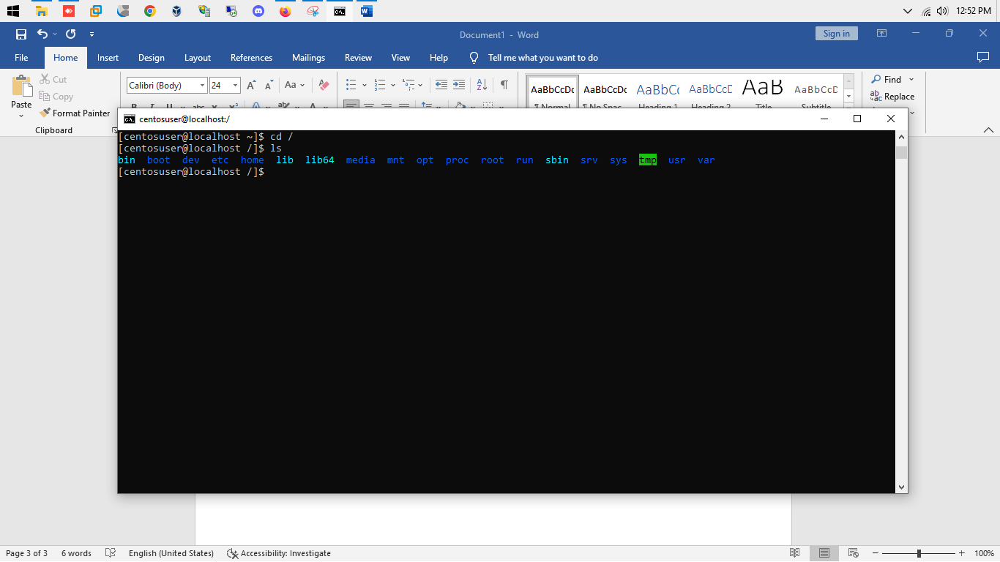 12:52 PM
Document1 - Word
Sign in
File Home Insert Design Layout References Mailings Review View Help Tell me what you want to do
Paste
Cut
Copy
Format Painter
Clipboard
Calibri (Body) 24
Aa
AaBbCcDc AaBbCcDc AaBbCc AaBbCcD AaB AaBbCcD
¶ Normal ¶ No Spac... Heading 1 Heading 2 Title Subtitle
Find
Replace
centosuser@localhost:/
[centosuser@localhost ~]$ cd /
[centosuser@localhost /]$ ls
bin boot dev etc home lib lib64 media mnt opt proc root run sbin srv sys tmp usr var
[centosuser@localhost /]$
Page 3 of 3 6 words English (United States) Accessibility: Investigate 100%